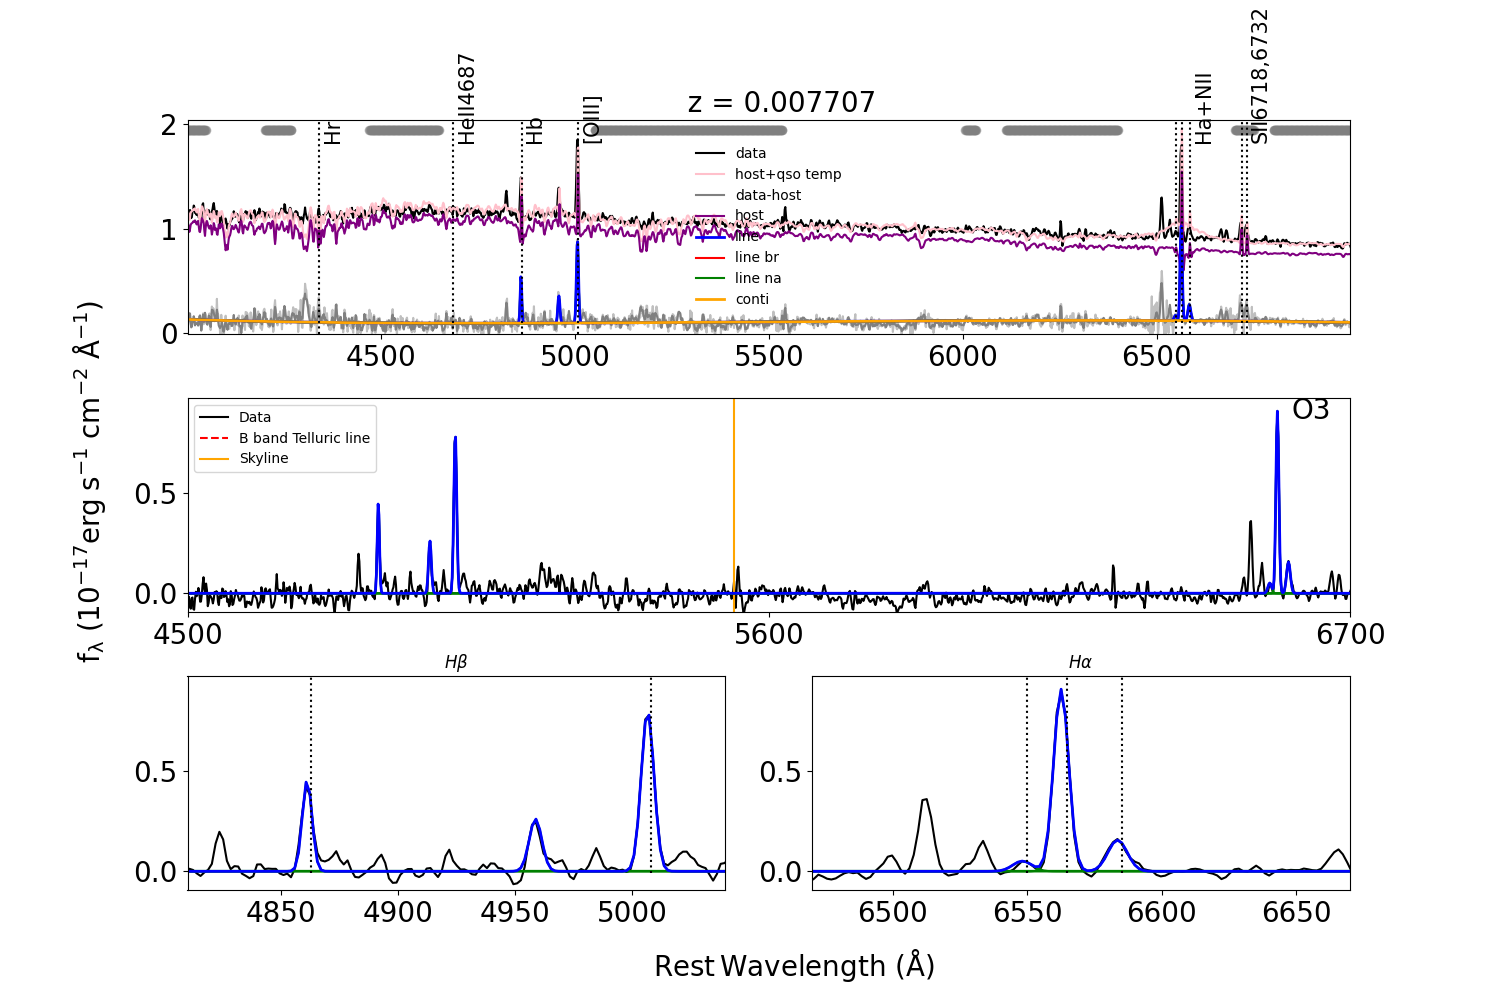 z = 0.007707
Hr
HeII4687
Hb
[OIII]
Ha+NII
SII6718,6732
2
1
0
data
host+qso temp
data-host
host
line
line br
line na
conti
4500 5000 5500 6000 6500
f_λ (10^−17 erg s^−1 cm^−2 Å^−1)
Data
B band Telluric line
Skyline
O3
0.5
0.0
4500 5600 6700
Hβ
0.5
0.0
4850 4900 4950 5000
Hα
0.5
0.0
6500 6550 6600 6650
Rest Wavelength (Å)